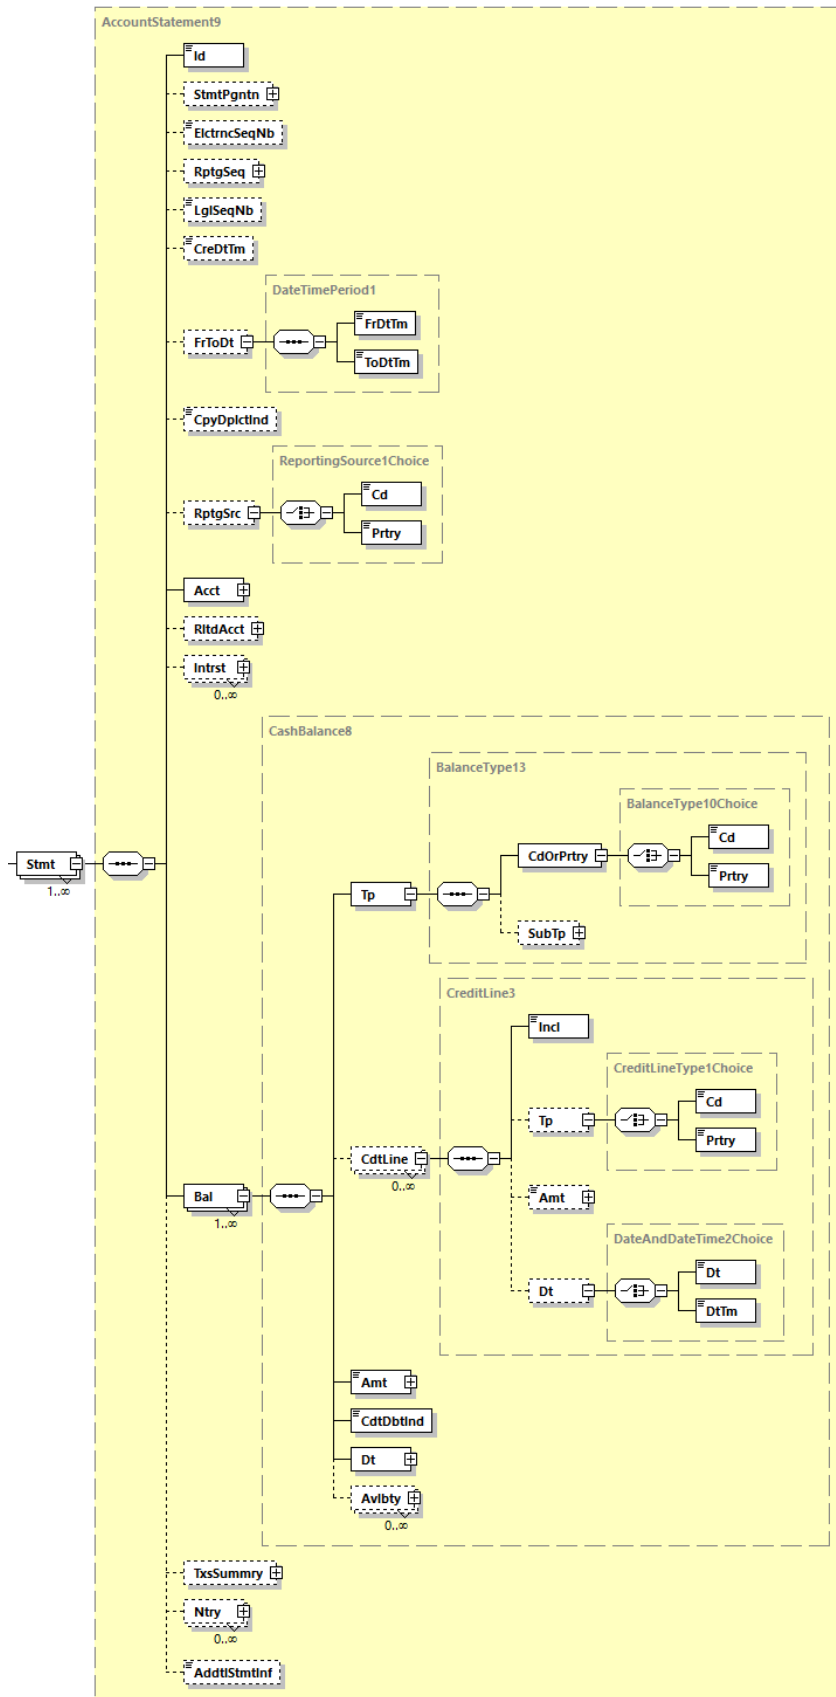 AccountStatement9
Id
StmtPgntn
ElctrncSeqNb
RptgSeq
LglSeqNb
CreDtTm
DateTimePeriod1
FrDtTm
FrToDt
ToDtTm
CpyDplctInd
ReportingSource1Choice
Cd
RptgSrc
Prtry
Acct
RltdAcct
Intrst
0..∞
CashBalance8
BalanceType13
BalanceType10Choice
Cd
Stmt
1..∞
CdOrPrtry
Prtry
Tp
SubTp
CreditLine3
Incl
CreditLineType1Choice
Cd
Tp
Prtry
CdtLine
0..∞
Bal
1..∞
Amt
DateAndDateTime2Choice
Dt
Dt
DtTm
Amt
CdtDbtInd
Dt
Avlbty
0..∞
TxsSummry
Ntry
0..∞
AddtlStmtInf